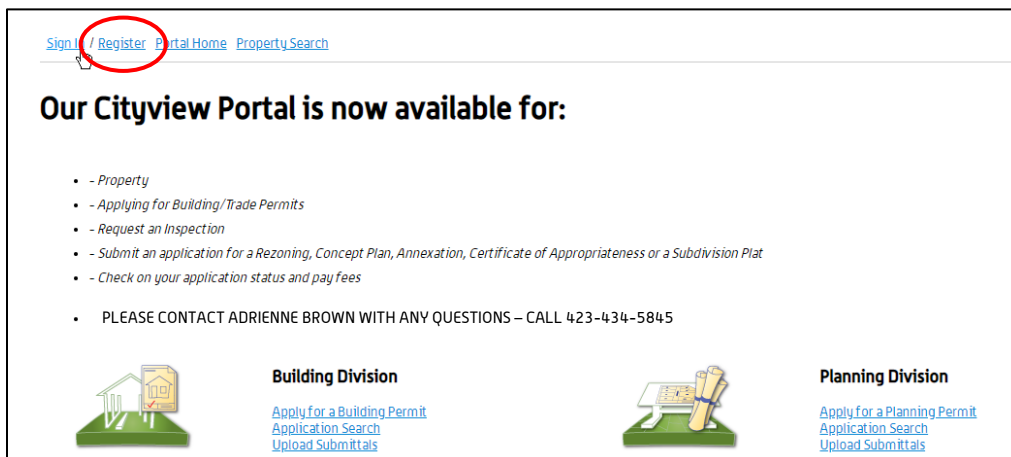 Sign In / Register Portal Home Property Search
Our Cityview Portal is now available for:
• - Property
• - Applying for Building/Trade Permits
• - Request an Inspection
• - Submit an application for a Rezoning, Concept Plan, Annexation, Certificate of Appropriateness or a Subdivision Plat
• - Check on your application status and pay fees
• PLEASE CONTACT ADRIENNE BROWN WITH ANY QUESTIONS – CALL 423-434-5845
Building Division
Apply for a Building Permit
Application Search
Upload Submittals
Planning Division
Apply for a Planning Permit
Application Search
Upload Submittals